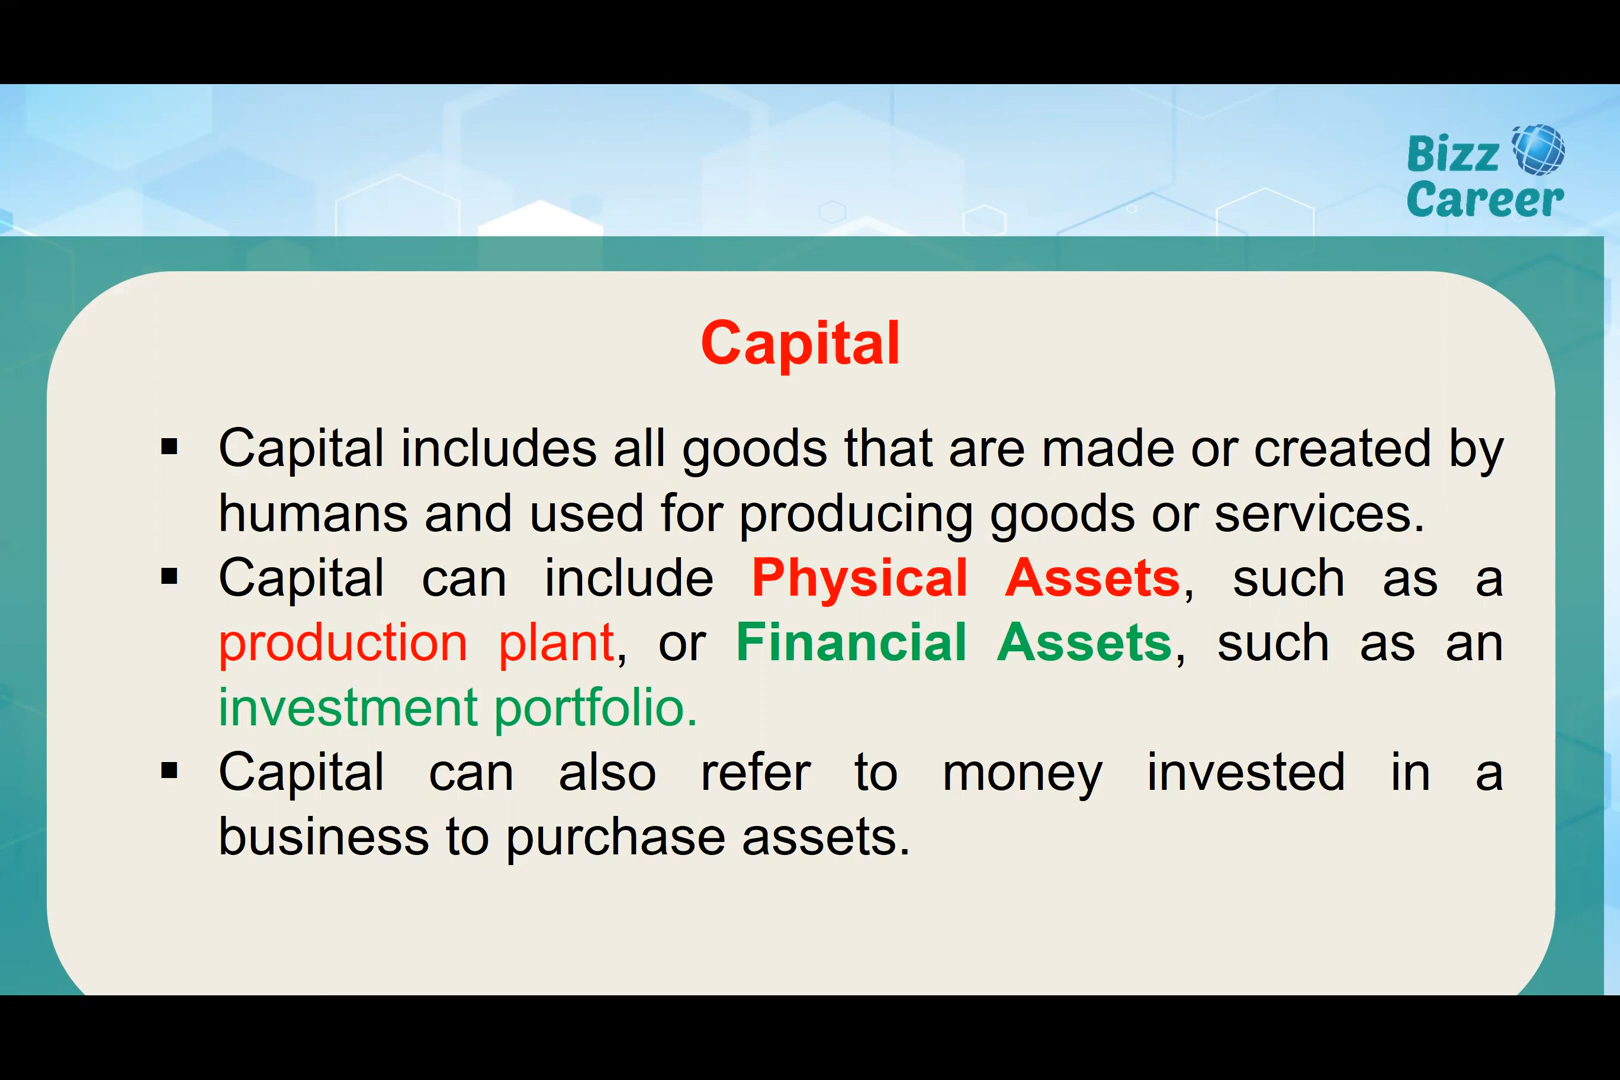 Bizz
Career
Capital
▪ Capital includes all goods that are made or created by
humans and used for producing goods or services.
▪ Capital can include Physical Assets, such as a
production plant, or Financial Assets, such as an
investment portfolio.
▪ Capital can also refer to money invested in a
business to purchase assets.